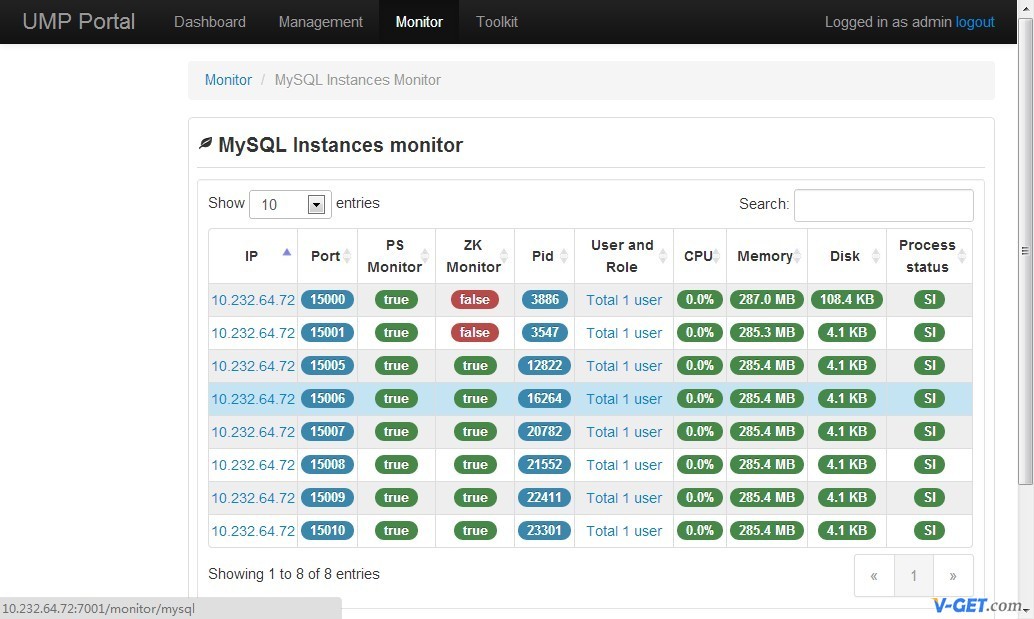 UMP Portal Dashboard Management Monitor Toolkit Logged in as admin logout
Monitor / MySQL Instances Monitor
MySQL Instances monitor
Show 10 entries Search:
IP Port PS Monitor ZK Monitor Pid User and Role CPU Memory Disk Process status
10.232.64.72 15000 true false 3886 Total 1 user 0.0% 287.0 MB 108.4 KB SI
10.232.64.72 15001 true false 3547 Total 1 user 0.0% 285.3 MB 4.1 KB SI
10.232.64.72 15005 true true 12822 Total 1 user 0.0% 285.4 MB 4.1 KB SI
10.232.64.72 15006 true true 16264 Total 1 user 0.0% 285.4 MB 4.1 KB SI
10.232.64.72 15007 true true 20782 Total 1 user 0.0% 285.4 MB 4.1 KB SI
10.232.64.72 15008 true true 21552 Total 1 user 0.0% 285.4 MB 4.1 KB SI
10.232.64.72 15009 true true 22411 Total 1 user 0.0% 285.4 MB 4.1 KB SI
10.232.64.72 15010 true true 23301 Total 1 user 0.0% 285.4 MB 4.1 KB SI
Showing 1 to 8 of 8 entries « 1 »
10.232.64.72:7001/monitor/mysql
V-GET.com